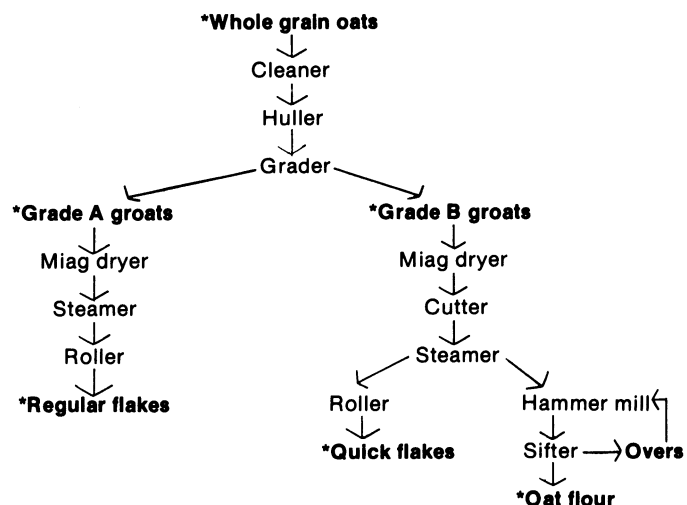 *Whole grain oats
Cleaner
Huller
Grader
*Grade A groats
*Grade B groats
Miag dryer
Miag dryer
Steamer
Cutter
Roller
Steamer
*Regular flakes
Roller
Hammer mill
*Quick flakes
Sifter
Overs
*Oat flour